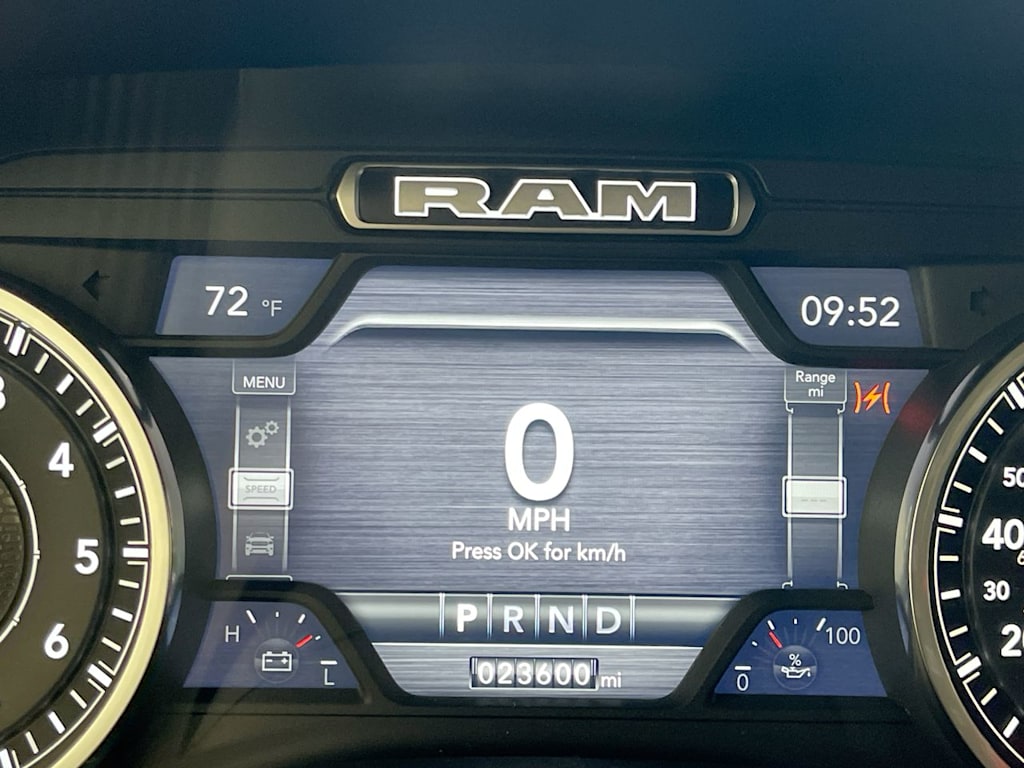 RAM
72 °F
09:52
MENU
SPEED
Range
mi
---
0
MPH
Press OK for km/h
P R N D
023600 mi
H
L
0
%
100
4
5
6
50
40
30